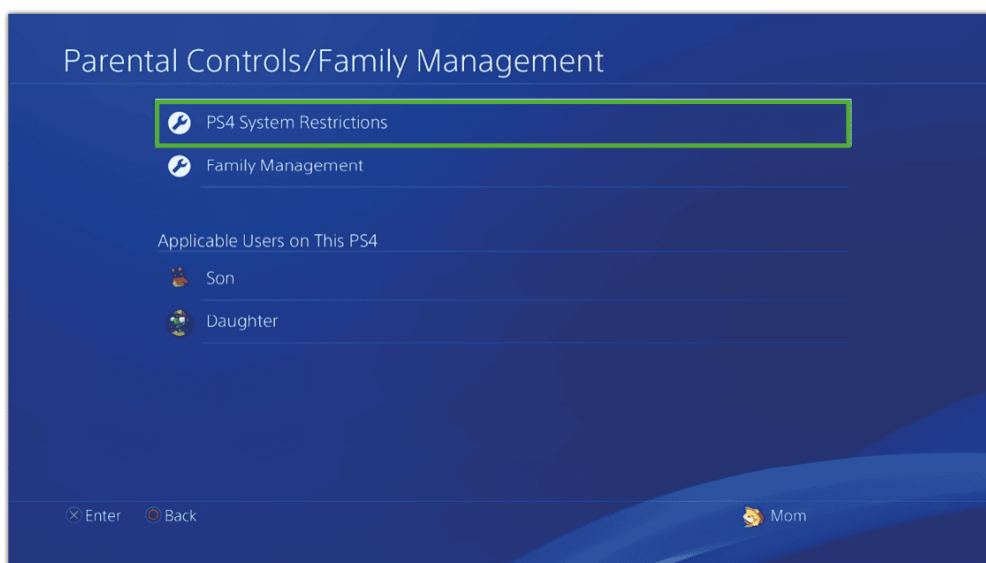 Parental Controls/Family Management
PS4 System Restrictions
Family Management
Applicable Users on This PS4
Son
Daughter
Enter Back Mom